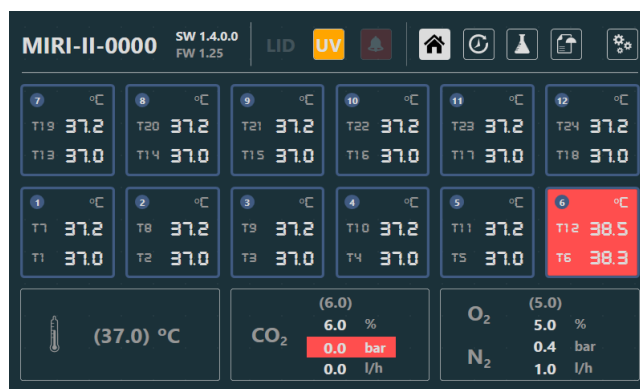 MIRI-II-0000 SW 1.4.0.0 LID UV
FW 1.25
7 °C 8 °C 9 °C 10 °C 11 °C 12 °C
T19 37.2 T20 37.2 T21 37.2 T22 37.2 T23 37.2 T24 37.2
T13 37.0 T14 37.0 T15 37.0 T16 37.0 T17 37.0 T18 37.0
1 °C 2 °C 3 °C 4 °C 5 °C 6 °C
T7 37.2 T8 37.2 T9 37.2 T10 37.2 T11 37.2 T12 38.5
T1 37.0 T2 37.0 T3 37.0 T4 37.0 T5 37.0 T6 38.3
(37.0) °C
CO₂
(6.0)
6.0 %
0.0 bar
0.0 l/h
O₂
N₂
(5.0)
5.0 %
0.4 bar
1.0 l/h